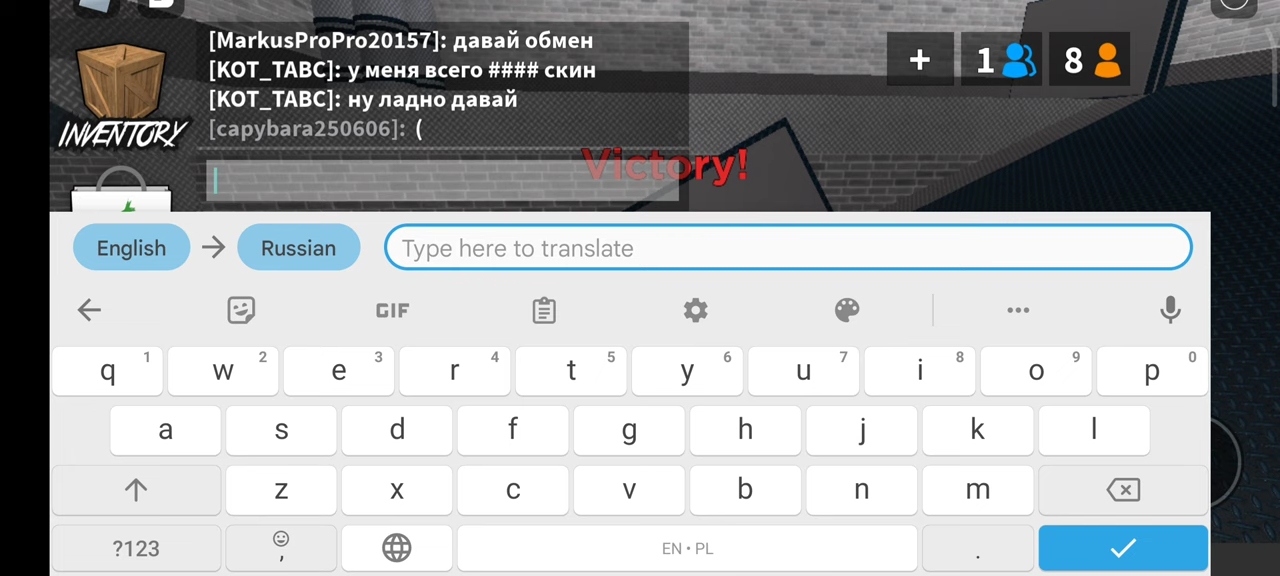 [MarkusProPro20157]: давай обмен
[KOT_TABC]: у меня всего #### скин
[KOT_TABC]: ну ладно давай
[capybara250606]: (
INVENTORY
1
8
Victory!
English
Russian
Type here to translate
GIF
q 1 w 2 e 3 r 4 t 5 y 6 u 7 i 8 o 9 p 0
a s d f g h j k l
z x c v b n m
?123 , EN • PL .